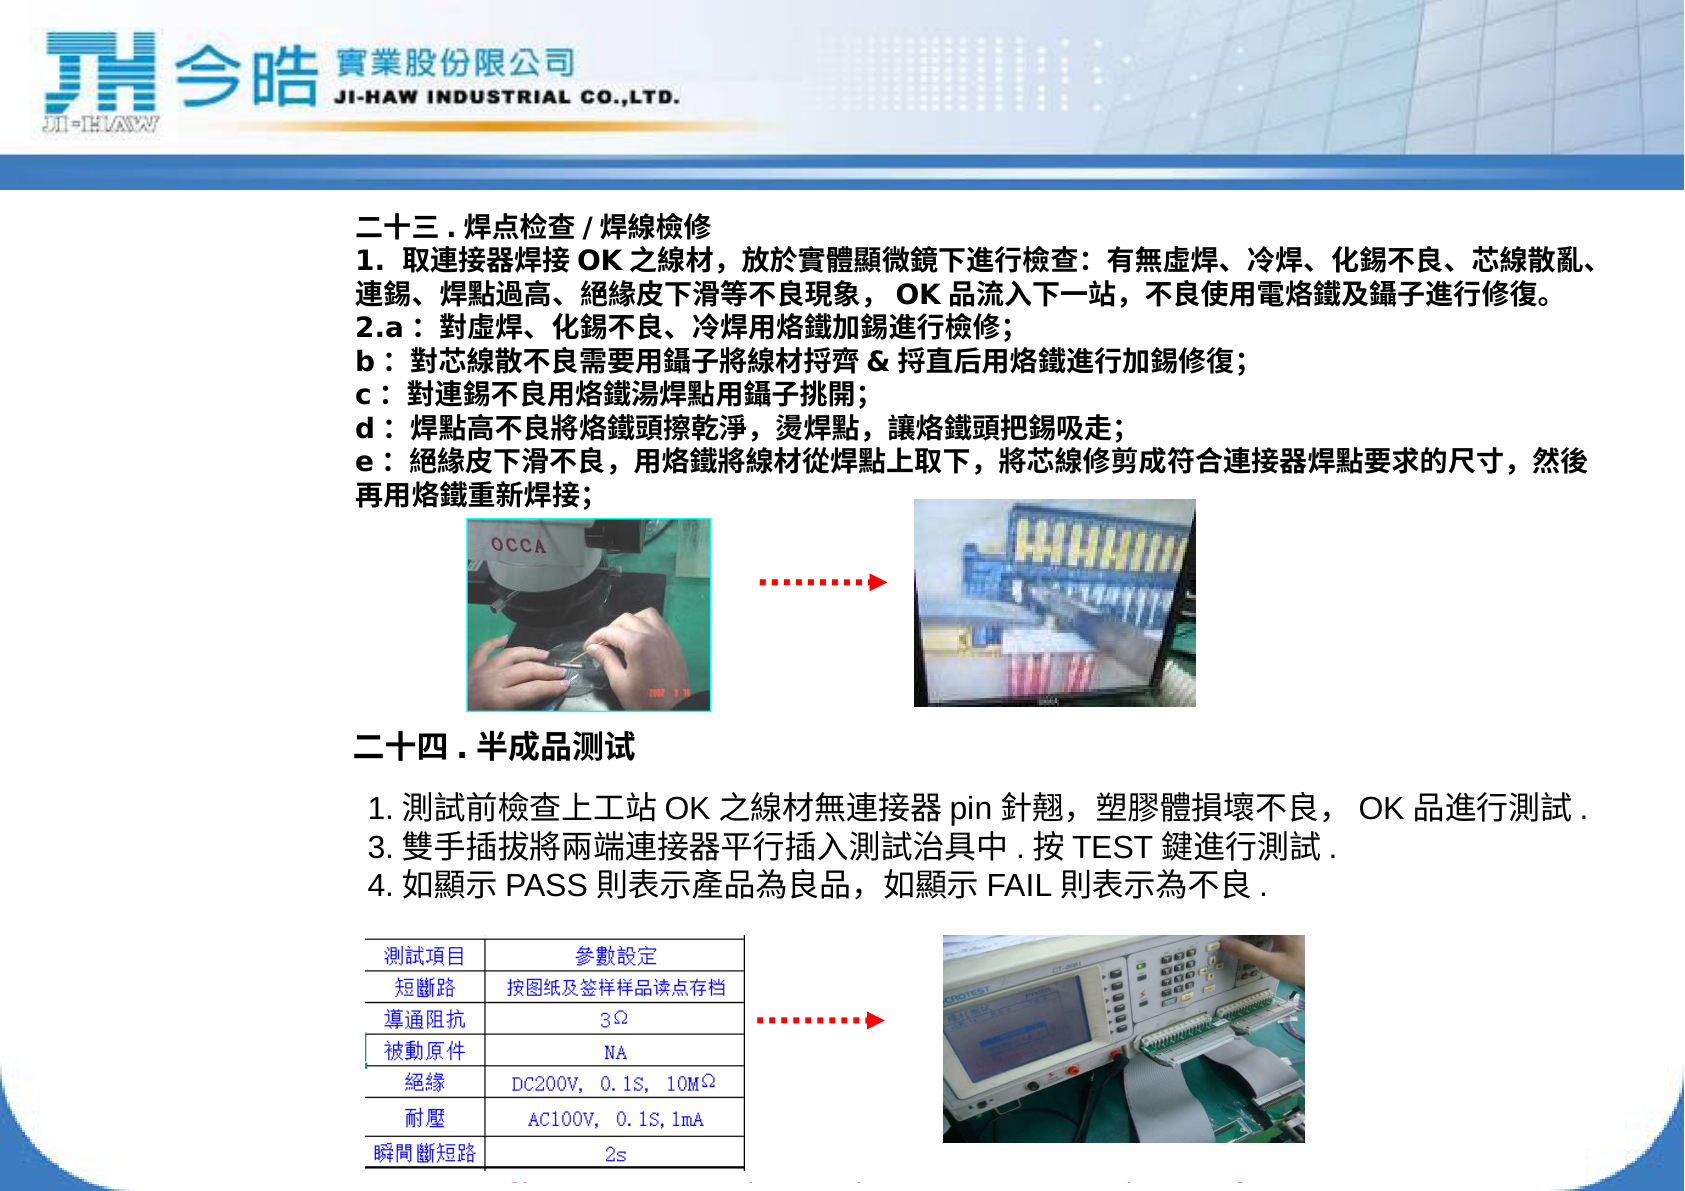 JH 今皓 實業股份限公司
JI-HAW INDUSTRIAL CO.,LTD.
JI-HAW
二十三 . 焊点检查 / 焊線檢修
1. 取連接器焊接 OK 之線材，放於實體顯微鏡下進行檢查：有無虛焊、冷焊、化錫不良、芯線散亂、
連錫、焊點過高、絕緣皮下滑等不良現象， OK 品流入下一站，不良使用電烙鐵及鑷子進行修復。
2.a ：對虛焊、化錫不良、冷焊用烙鐵加錫進行檢修；
b ：對芯線散不良需要用鑷子將線材捋齊 & 捋直后用烙鐵進行加錫修復；
c ：對連錫不良用烙鐵湯焊點用鑷子挑開；
d ：焊點高不良將烙鐵頭擦乾淨，燙焊點，讓烙鐵頭把錫吸走；
e ：絕緣皮下滑不良，用烙鐵將線材從焊點上取下，將芯線修剪成符合連接器焊點要求的尺寸，然後
再用烙鐵重新焊接；
OCCA
二十四 . 半成品测试
1. 測試前檢查上工站 OK 之線材無連接器 pin 針翹，塑膠體損壞不良， OK 品進行測試 .
3. 雙手插拔將兩端連接器平行插入測試治具中 . 按 TEST 鍵進行測試 .
4. 如顯示 PASS 則表示產品為良品，如顯示 FAIL 則表示為不良 .
測試項目 參數設定
短斷路 按图纸及签样样品读点存档
導通阻抗 3Ω
被動原件 NA
絕緣 DC200V, 0.1S, 10MΩ
耐壓 AC100V, 0.1S,1mA
瞬間斷短路 2s